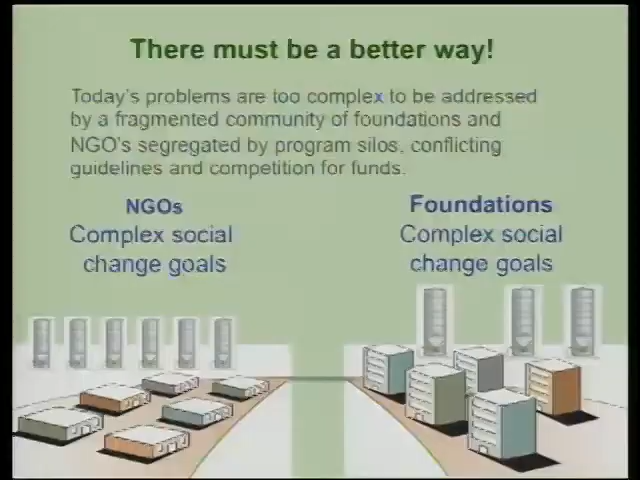 There must be a better way!
Today's problems are too complex to be addressed
by a fragmented community of foundations and
NGO's segregated by program silos, conflicting
guidelines and competition for funds.
NGOs
Complex social
change goals
Foundations
Complex social
change goals